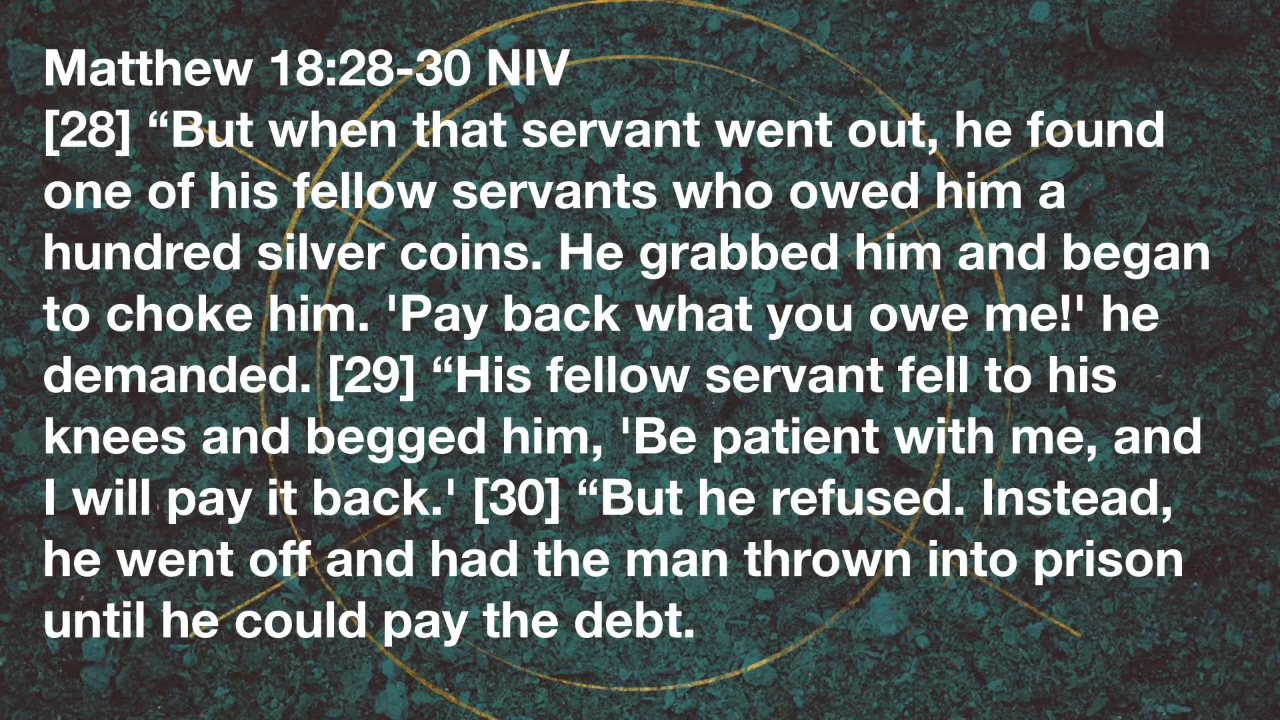 Matthew 18:28-30 NIV
[28] “But when that servant went out, he found
one of his fellow servants who owed him a
hundred silver coins. He grabbed him and began
to choke him. 'Pay back what you owe me!' he
demanded. [29] “His fellow servant fell to his
knees and begged him, 'Be patient with me, and
I will pay it back.' [30] “But he refused. Instead,
he went off and had the man thrown into prison
until he could pay the debt.